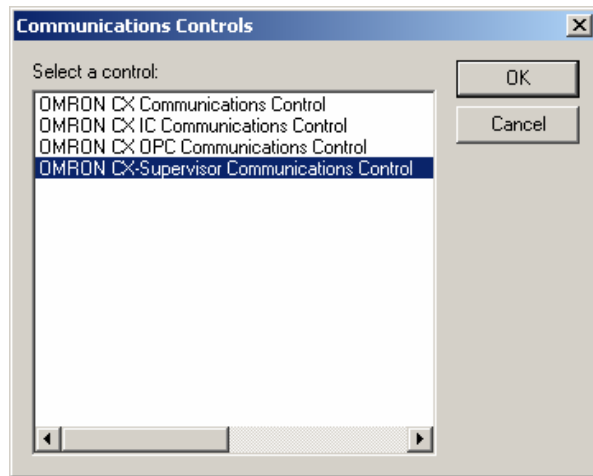 Communications Controls
Select a control:
OMRON CX Communications Control
OMRON CX IC Communications Control
OMRON CX OPC Communications Control
OMRON CX-Supervisor Communications Control
OK
Cancel